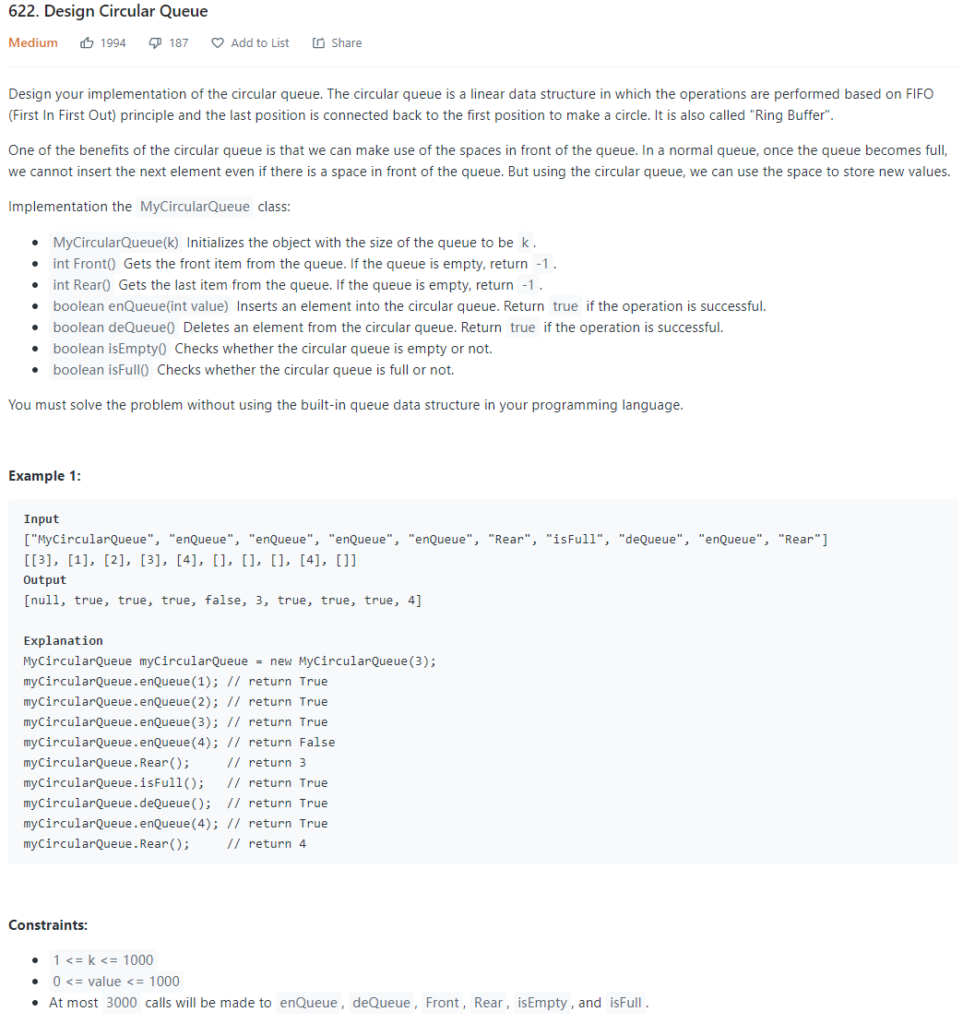 622. Design Circular Queue
Medium 1994 187 Add to List Share
Design your implementation of the circular queue. The circular queue is a linear data structure in which the operations are performed based on FIFO
(First In First Out) principle and the last position is connected back to the first position to make a circle. It is also called "Ring Buffer".
One of the benefits of the circular queue is that we can make use of the spaces in front of the queue. In a normal queue, once the queue becomes full,
we cannot insert the next element even if there is a space in front of the queue. But using the circular queue, we can use the space to store new values.
Implementation the MyCircularQueue class:
• MyCircularQueue(k) Initializes the object with the size of the queue to be k.
• int Front() Gets the front item from the queue. If the queue is empty, return -1.
• int Rear() Gets the last item from the queue. If the queue is empty, return -1.
• boolean enQueue(int value) Inserts an element into the circular queue. Return true if the operation is successful.
• boolean deQueue() Deletes an element from the circular queue. Return true if the operation is successful.
• boolean isEmpty() Checks whether the circular queue is empty or not.
• boolean isFull() Checks whether the circular queue is full or not.
You must solve the problem without using the built-in queue data structure in your programming language.
Example 1:
Input
["MyCircularQueue", "enQueue", "enQueue", "enQueue", "enQueue", "Rear", "isFull", "deQueue", "enQueue", "Rear"]
[[3], [1], [2], [3], [4], [], [], [], [4], []]
Output
[null, true, true, true, false, 3, true, true, true, 4]
Explanation
MyCircularQueue myCircularQueue = new MyCircularQueue(3);
myCircularQueue.enQueue(1); // return True
myCircularQueue.enQueue(2); // return True
myCircularQueue.enQueue(3); // return True
myCircularQueue.enQueue(4); // return False
myCircularQueue.Rear();     // return 3
myCircularQueue.isFull();   // return True
myCircularQueue.deQueue();  // return True
myCircularQueue.enQueue(4); // return True
myCircularQueue.Rear();     // return 4
Constraints:
• 1 <= k <= 1000
• 0 <= value <= 1000
• At most 3000 calls will be made to enQueue, deQueue, Front, Rear, isEmpty, and isFull.